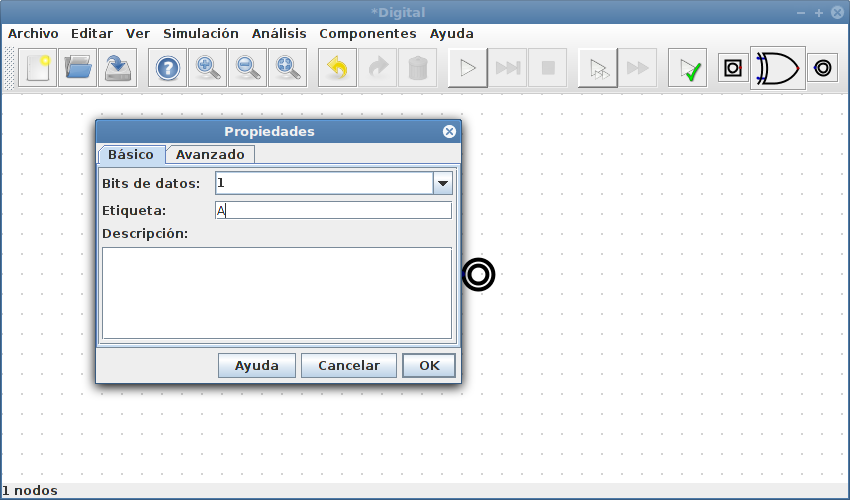 *Digital
Archivo Editar Ver Simulación Análisis Componentes Ayuda
Propiedades
Básico Avanzado
Bits de datos: 1
Etiqueta: A
Descripción:
Ayuda Cancelar OK
1 nodos